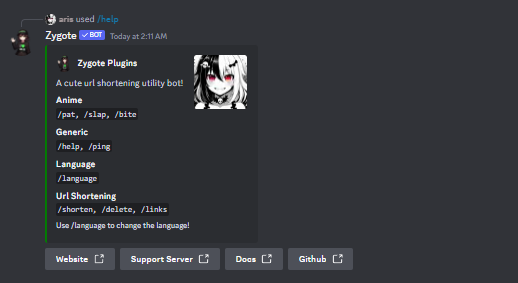 aris used /help
Zygote ✓ BOT Today at 2:11 AM
Zygote Plugins
A cute url shortening utility bot!
Anime
/pat, /slap, /bite
Generic
/help, /ping
Language
/language
Url Shortening
/shorten, /delete, /links
Use /language to change the language!
Website Support Server Docs Github